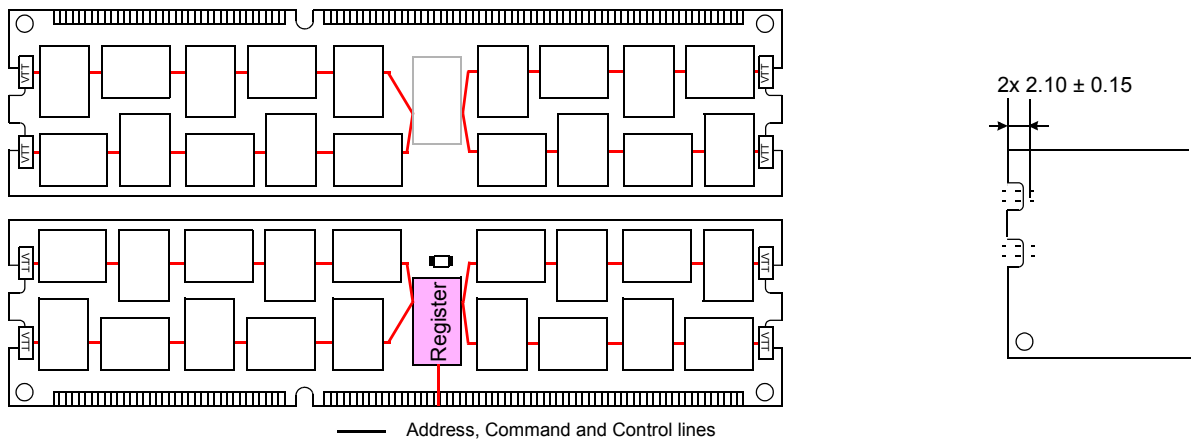 VTT
VTT
2x 2.10 ± 0.15
VTT
VTT
VTT
VTT
Register
VTT
VTT
Address, Command and Control lines